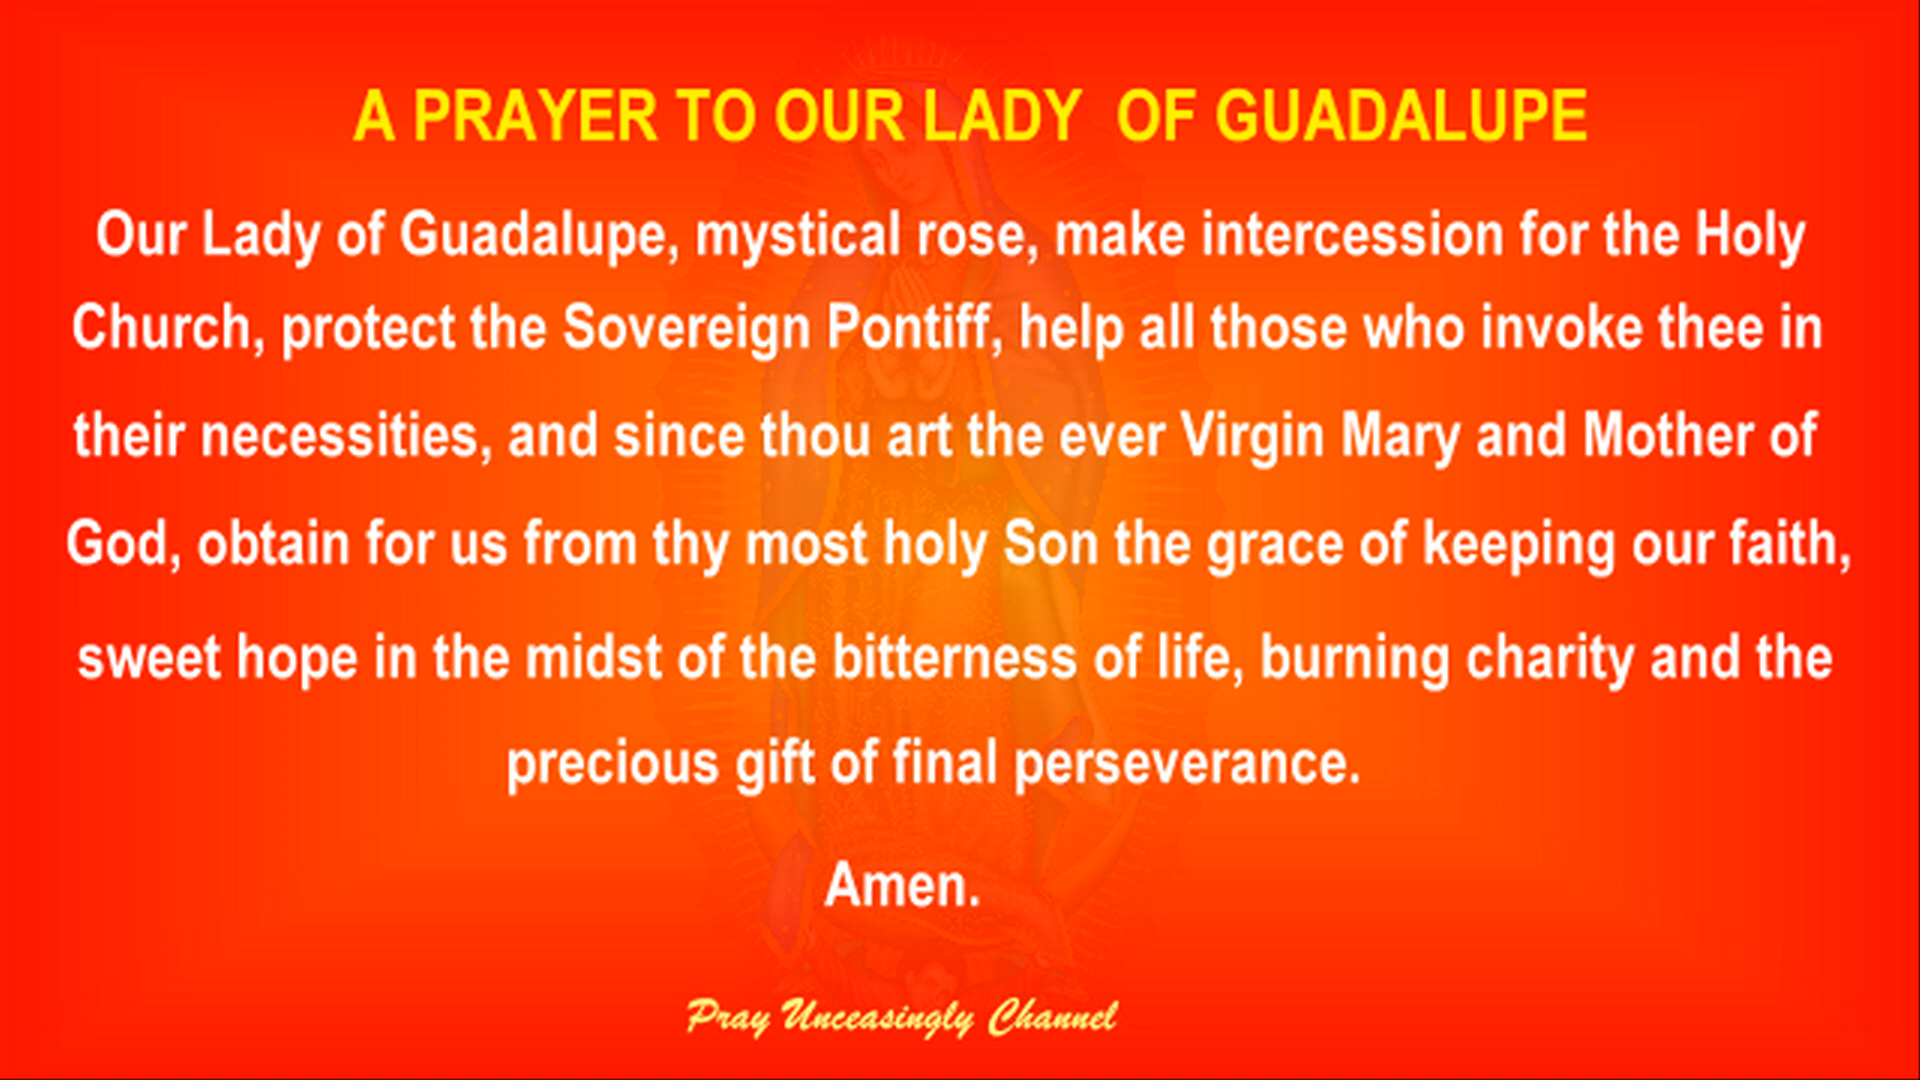 A PRAYER TO OUR LADY OF GUADALUPE
Our Lady of Guadalupe, mystical rose, make intercession for the Holy
Church, protect the Sovereign Pontiff, help all those who invoke thee in
their necessities, and since thou art the ever Virgin Mary and Mother of
God, obtain for us from thy most holy Son the grace of keeping our faith,
sweet hope in the midst of the bitterness of life, burning charity and the
precious gift of final perseverance.
Amen.
Pray Unceasingly Channel